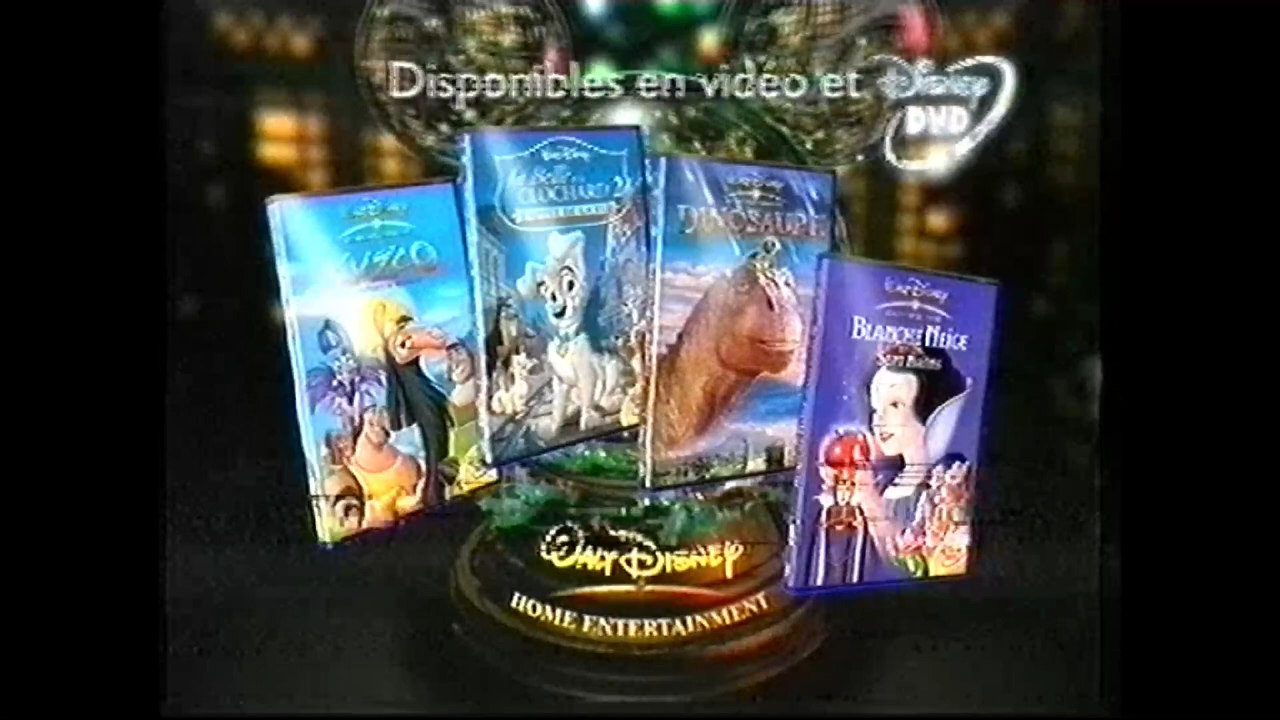 Disponibles en vidéo et Disney
DVD
WALT DISNEY
La Belle et le
CLOCHARD 2
WALT DISNEY
DINOSAURE
WALT DISNEY
WALT DISNEY
BLANCHE NEIGE
WALT DISNEY
HOME ENTERTAINMENT